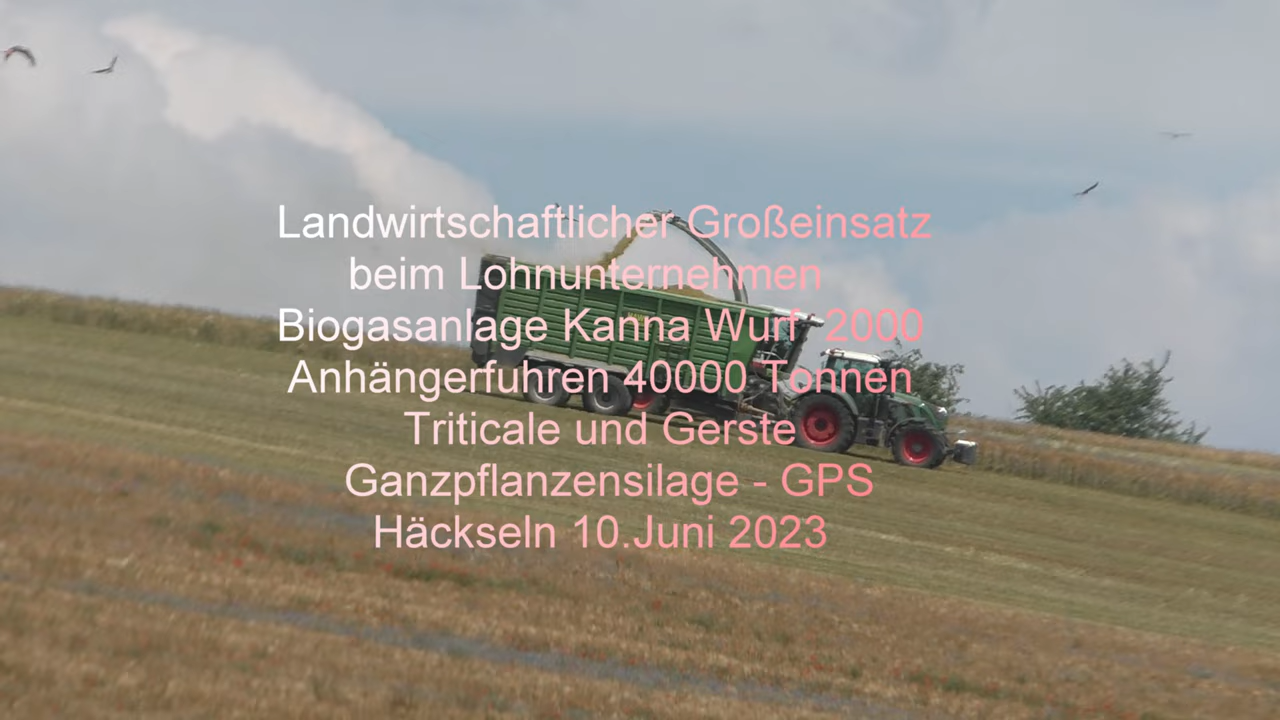 Landwirtschaftlicher Großeinsatz
beim Lohnunternehmen
Biogasanlage Kanna Wurf 2000
Anhängerfuhren 40000 Tonnen
Triticale und Gerste
Ganzpflanzensilage - GPS
Häckseln 10.Juni 2023